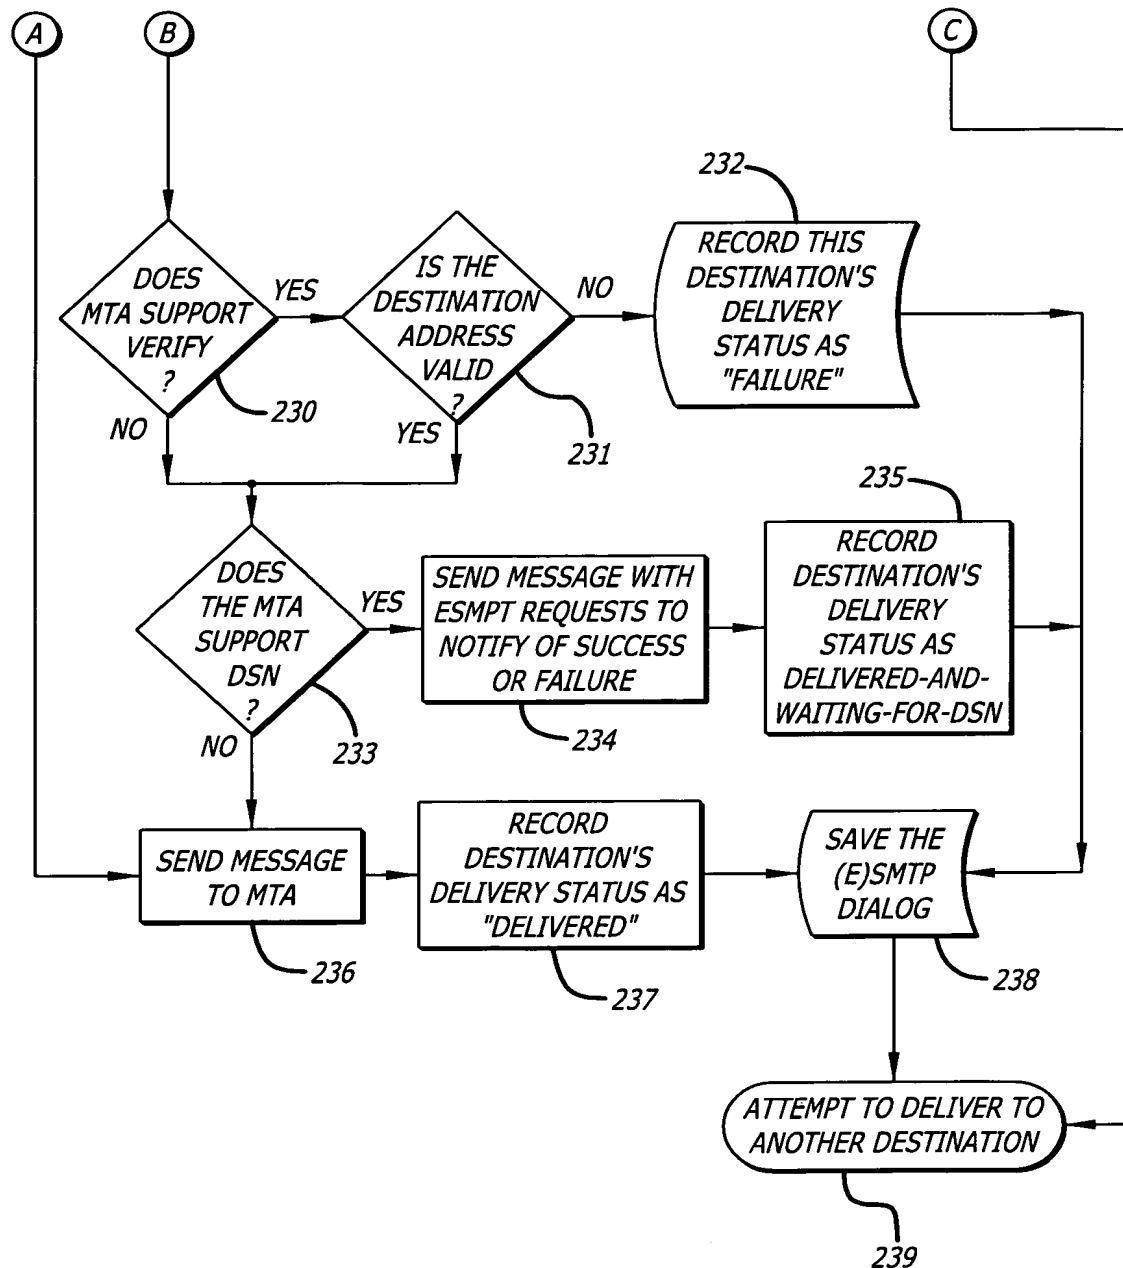 A
B
C
232
DOES
MTA SUPPORT
VERIFY
?
YES
230
NO
IS THE
DESTINATION
ADDRESS
VALID
?
NO
YES
231
RECORD THIS
DESTINATION'S
DELIVERY
STATUS AS
"FAILURE"
DOES
THE MTA
SUPPORT
DSN
?
YES
233
NO
SEND MESSAGE WITH
ESMPT REQUESTS TO
NOTIFY OF SUCCESS
OR FAILURE
234
235
RECORD
DESTINATION'S
DELIVERY
STATUS AS
DELIVERED-AND-
WAITING-FOR-DSN
SEND MESSAGE
TO MTA
236
RECORD
DESTINATION'S
DELIVERY STATUS AS
"DELIVERED"
237
SAVE THE
(E)SMTP
DIALOG
238
ATTEMPT TO DELIVER TO
ANOTHER DESTINATION
239